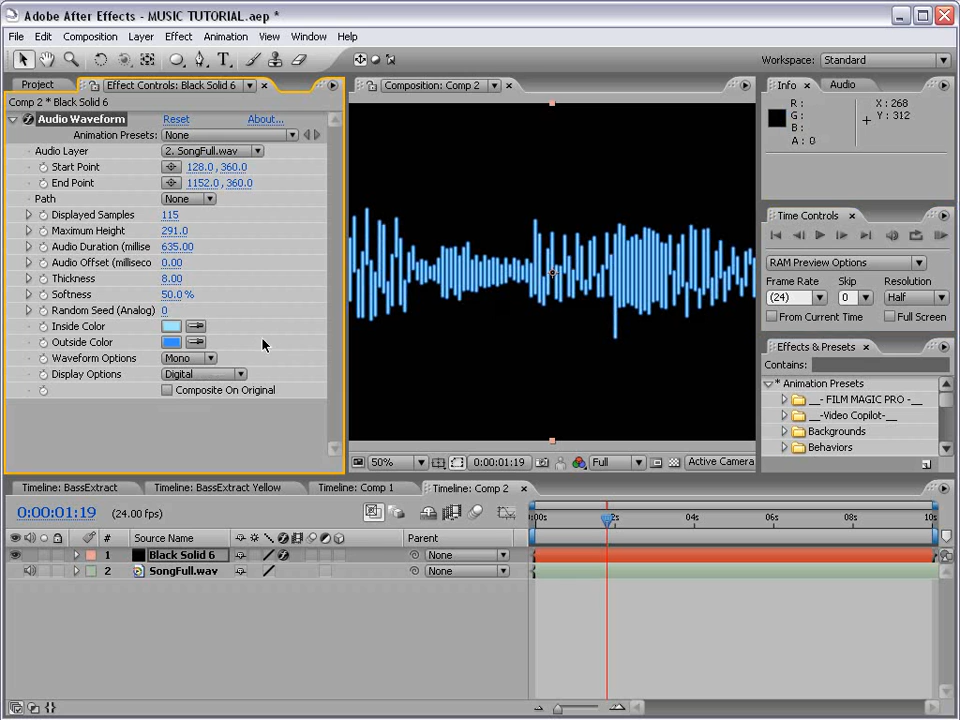 Adobe After Effects - MUSIC TUTORIAL.aep *
File Edit Composition Layer Effect Animation View Window Help
Workspace: Standard
Project Effect Controls: Black Solid 6
Comp 2 * Black Solid 6
Audio Waveform Reset About...
Animation Presets: None
Audio Layer 2. SongFull.wav
Start Point 128.0, 360.0
End Point 1152.0, 360.0
Path None
Displayed Samples 115
Maximum Height 291.0
Audio Duration (millise 635.00
Audio Offset (milliseco 0.00
Thickness 8.00
Softness 50.0 %
Random Seed (Analog) 0
Inside Color
Outside Color
Waveform Options Mono
Display Options Digital
Composite On Original
Composition: Comp 2
50% 0:00:01:19 Full Active Camera
Info Audio
R: X: 268
G: Y: 312
B:
A: 0
Time Controls
RAM Preview Options
Frame Rate Skip Resolution
(24) 0 Half
From Current Time Full Screen
Effects & Presets
Contains:
* Animation Presets
__- FILM MAGIC PRO -__
__-Video Copilot-__
Backgrounds
Behaviors
Timeline: BassExtract Timeline: BassExtract Yellow Timeline: Comp 1 Timeline: Comp 2
0:00:01:19 (24.00 fps)
:00s 2s 04s 06s 08s 10s
# Source Name Parent
1 Black Solid 6 None
2 SongFull.wav None